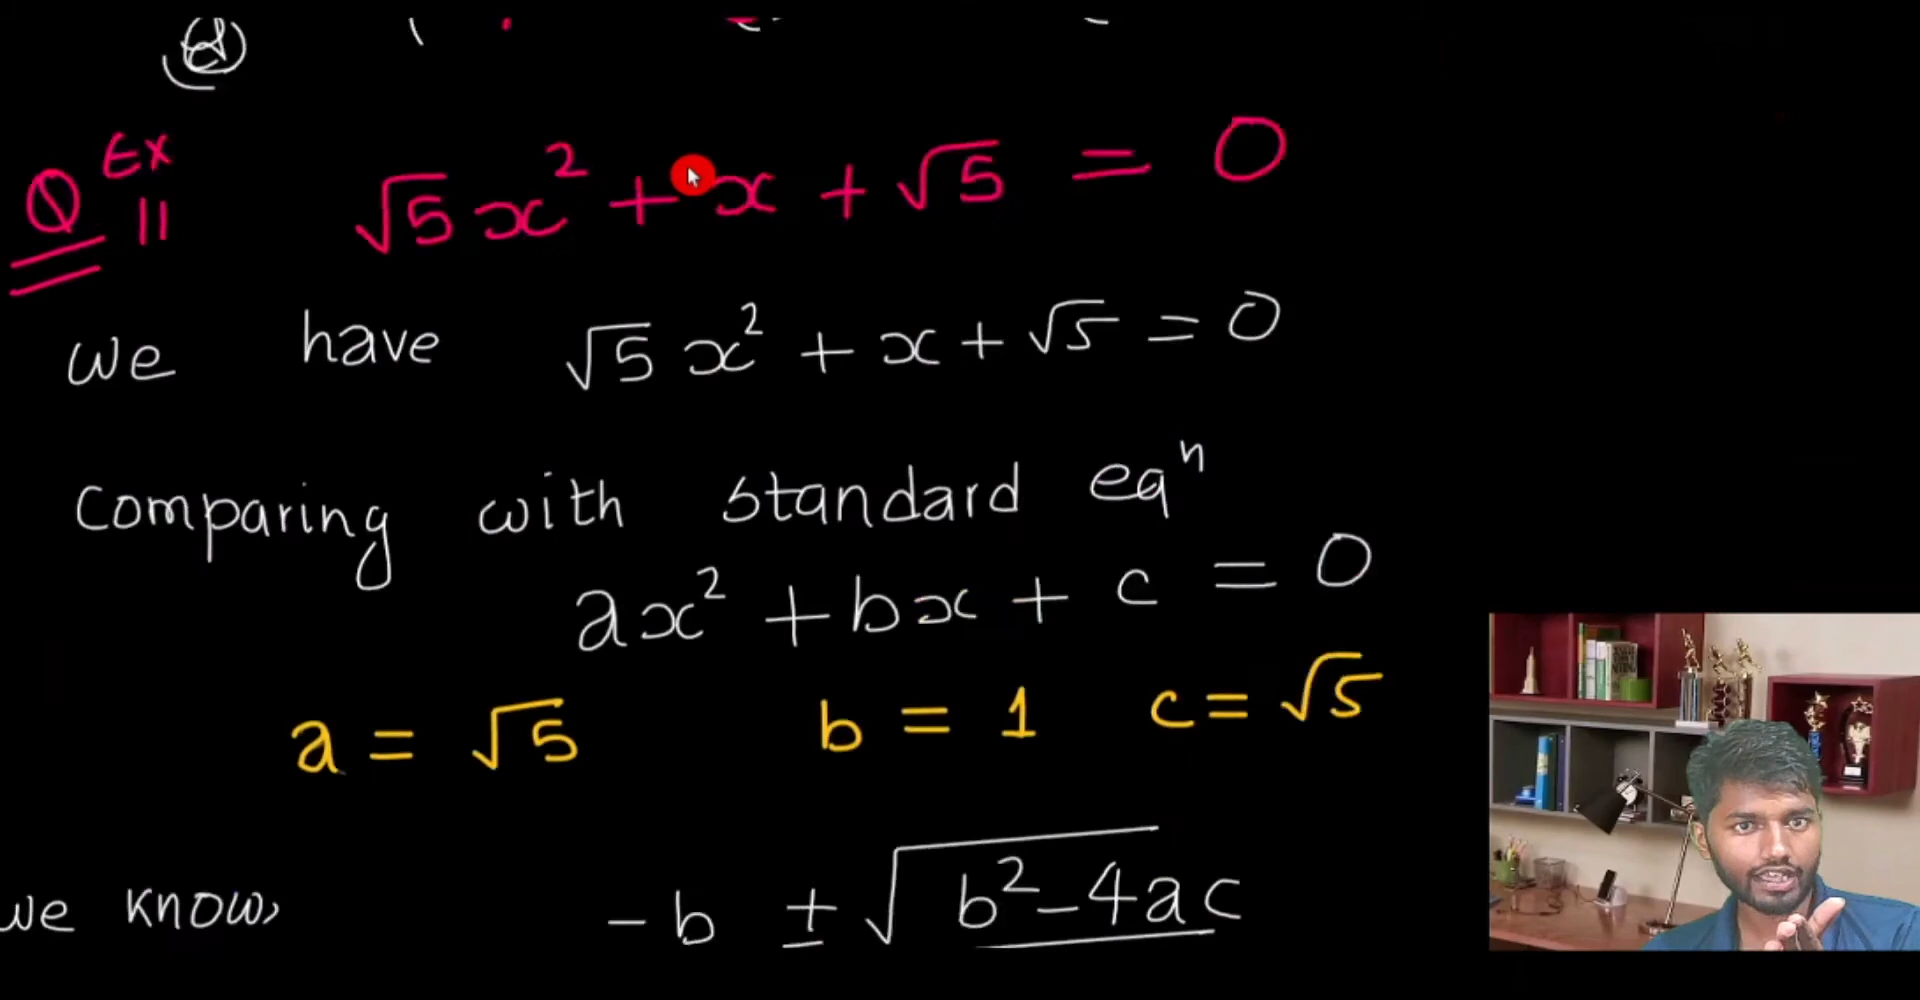 Q Ex 11 √5x² + x + √5 = 0
we have √5x² + x + √5 = 0
comparing with standard eqⁿ
ax² + bx + c = 0
a = √5 b = 1 c = √5
we know, -b ± √b² - 4ac